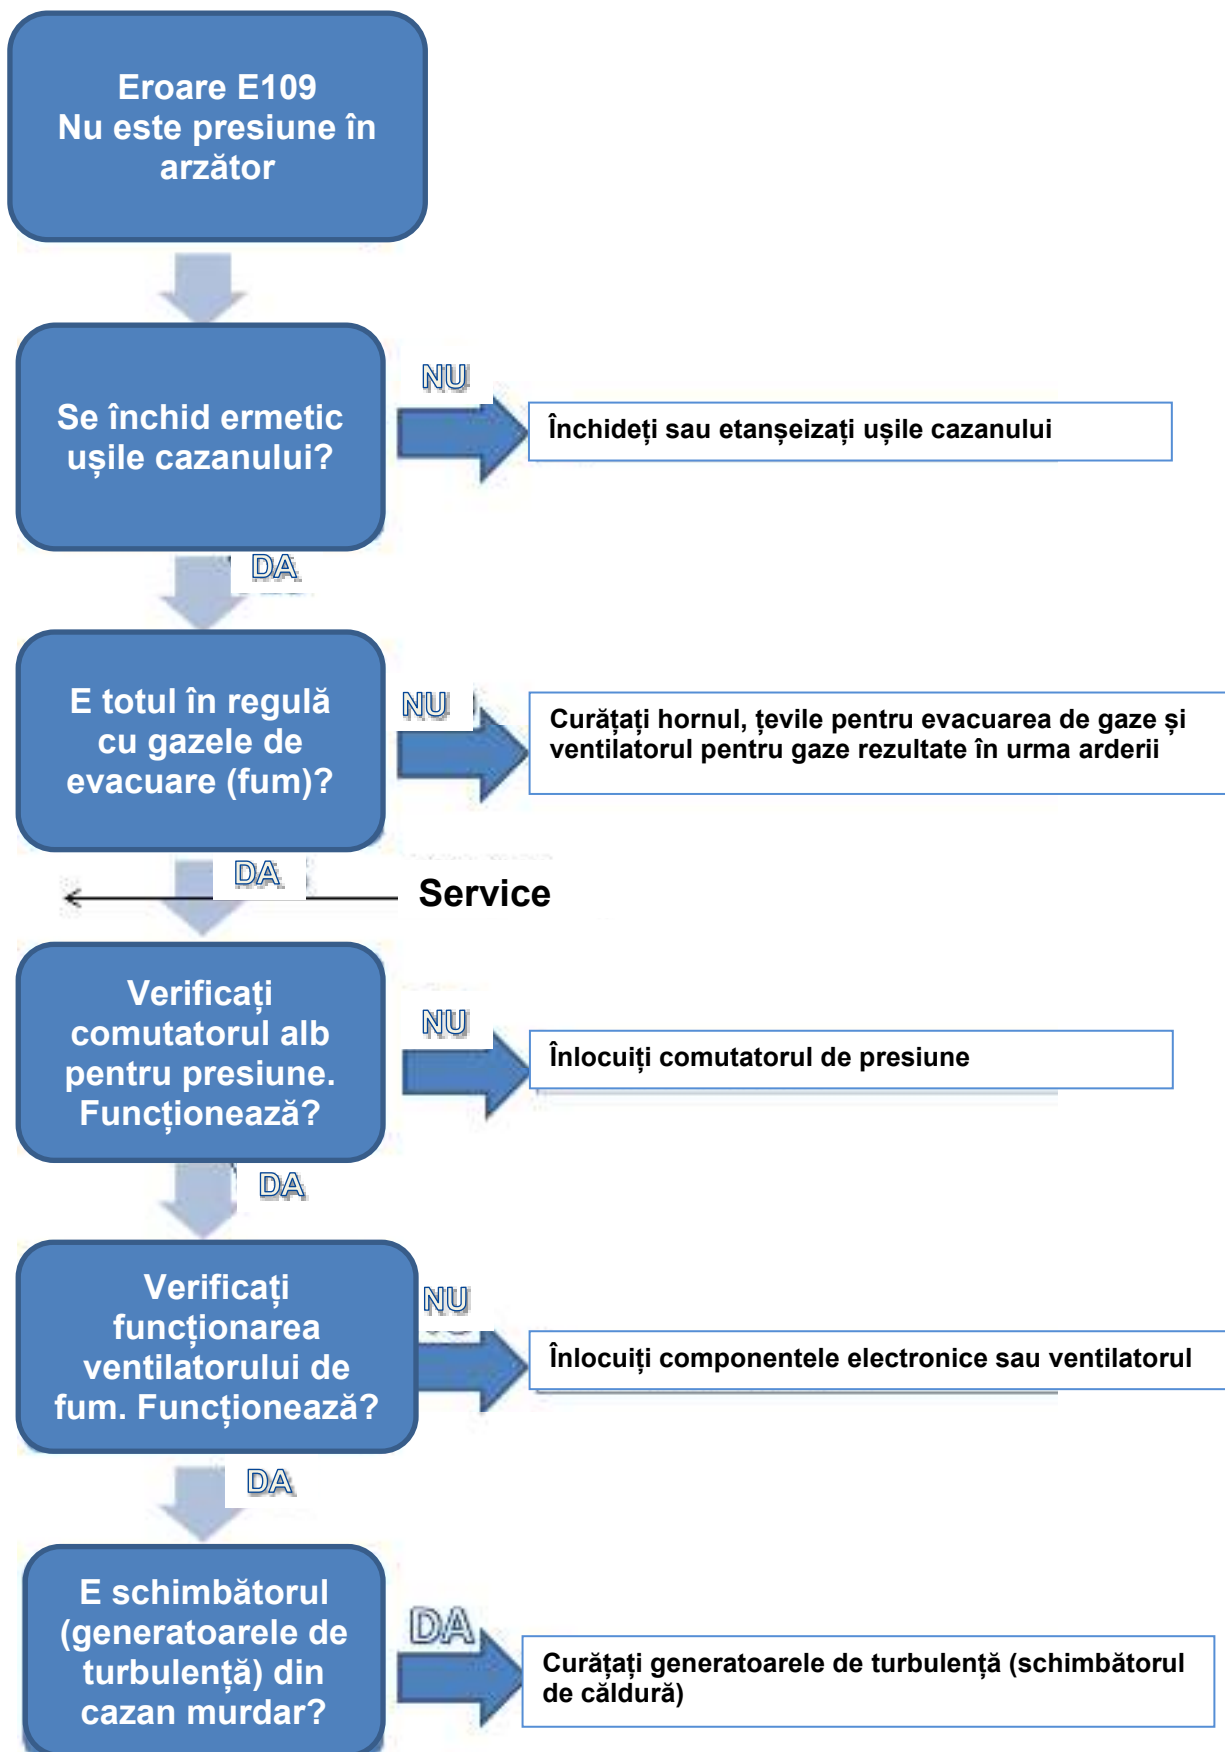 Eroare E109
Nu este presiune în
arzător
Se închid ermetic
ușile cazanului?
NU
Închideți sau etanșeizați ușile cazanului
DA
E totul în regulă
cu gazele de
evacuare (fum)?
NU
Curățați hornul, țevile pentru evacuarea de gaze și
ventilatorul pentru gaze rezultate în urma arderii
DA
Service
Verificați
comutatorul alb
pentru presiune.
Funcționează?
NU
Înlocuiți comutatorul de presiune
DA
Verificați
funcționarea
ventilatorului de
fum. Funcționează?
NU
Înlocuiți componentele electronice sau ventilatorul
DA
E schimbătorul
(generatoarele de
turbulență) din
cazan murdar?
DA
Curățați generatoarele de turbulență (schimbătorul
de căldură)